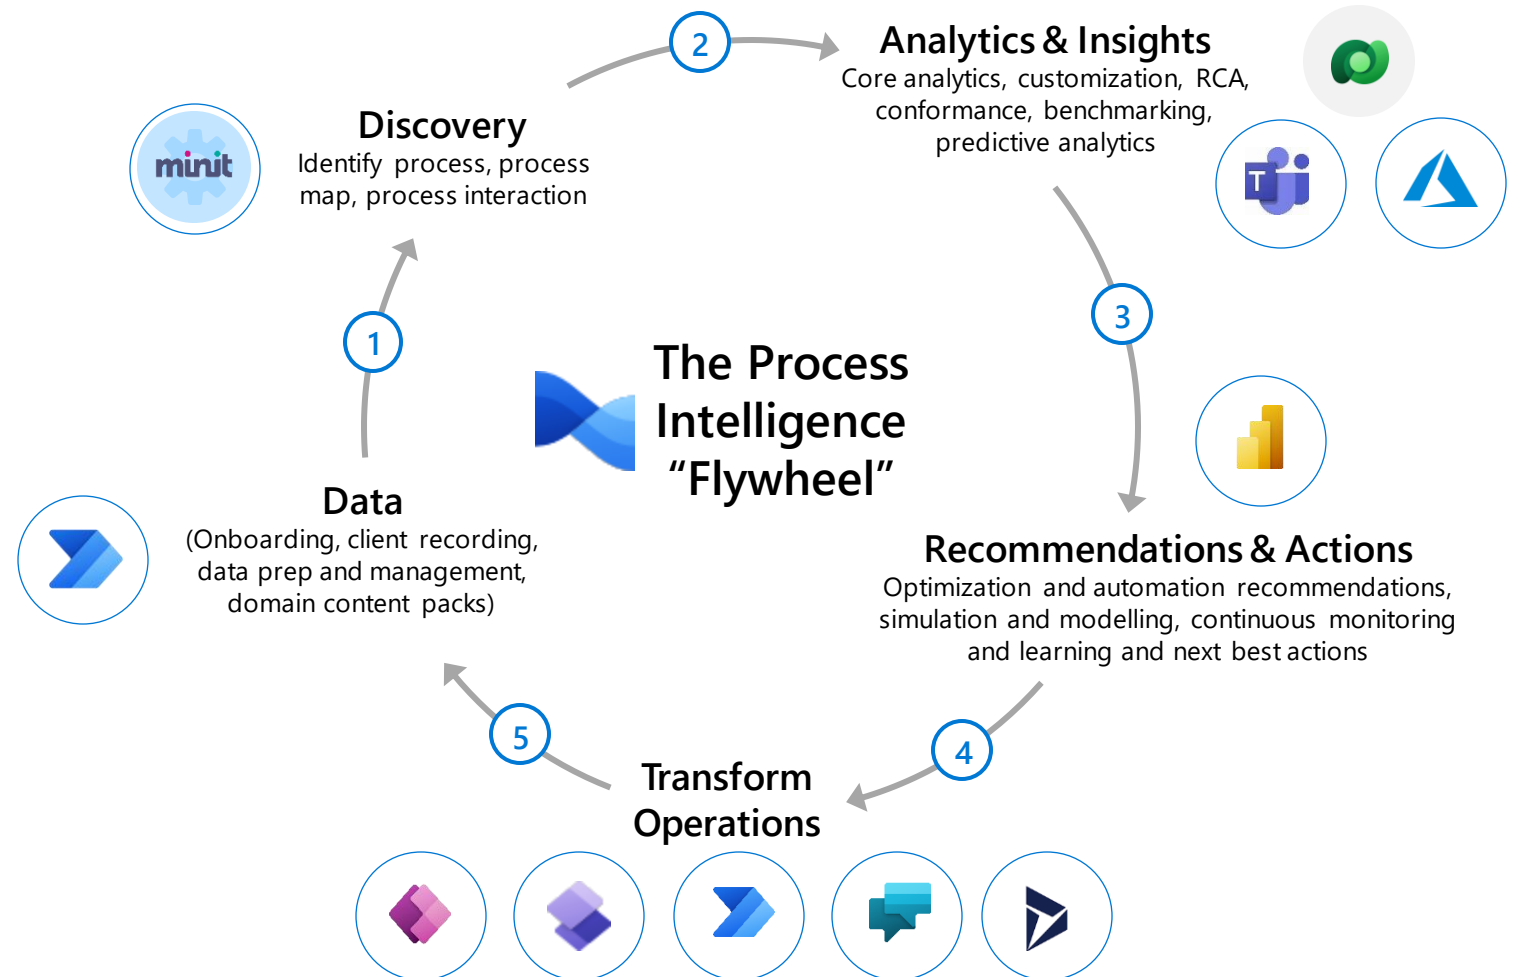 The Process
Intelligence
“Flywheel”
1
Discovery
Identify process, process
map, process interaction
minit
2
Analytics & Insights
Core analytics, customization, RCA,
conformance, benchmarking,
predictive analytics
T
3
Recommendations & Actions
Optimization and automation recommendations,
simulation and modelling, continuous monitoring
and learning and next best actions
4
Transform
Operations
5
Data
(Onboarding, client recording,
data prep and management,
domain content packs)